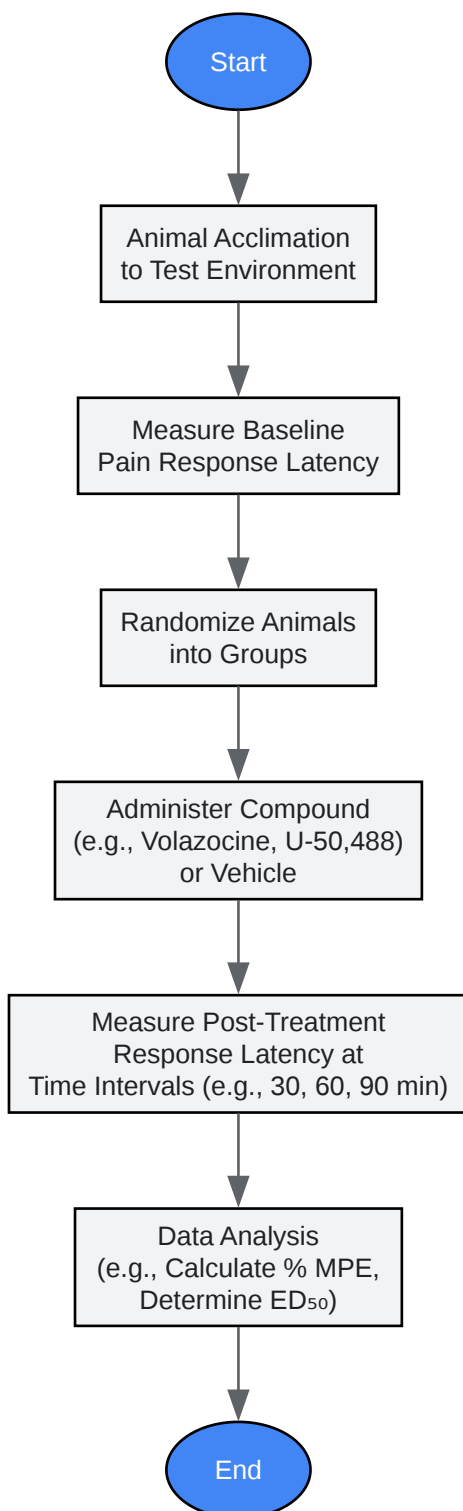 Start
Animal Acclimation
to Test Environment
Measure Baseline
Pain Response Latency
Randomize Animals
into Groups
Administer Compound
(e.g., Volazocine, U-50,488)
or Vehicle
Measure Post-Treatment
Response Latency at
Time Intervals (e.g., 30, 60, 90 min)
Data Analysis
(e.g., Calculate % MPE,
Determine ED₅₀)
End